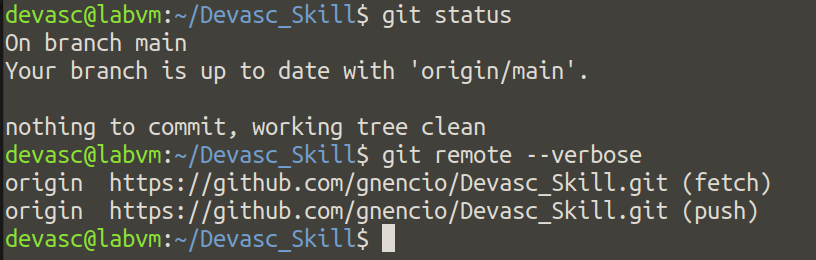 devasc@labvm:~/Devasc_Skill$ git status
On branch main
Your branch is up to date with 'origin/main'.
nothing to commit, working tree clean
devasc@labvm:~/Devasc_Skill$ git remote --verbose
origin  https://github.com/gnencio/Devasc_Skill.git (fetch)
origin  https://github.com/gnencio/Devasc_Skill.git (push)
devasc@labvm:~/Devasc_Skill$